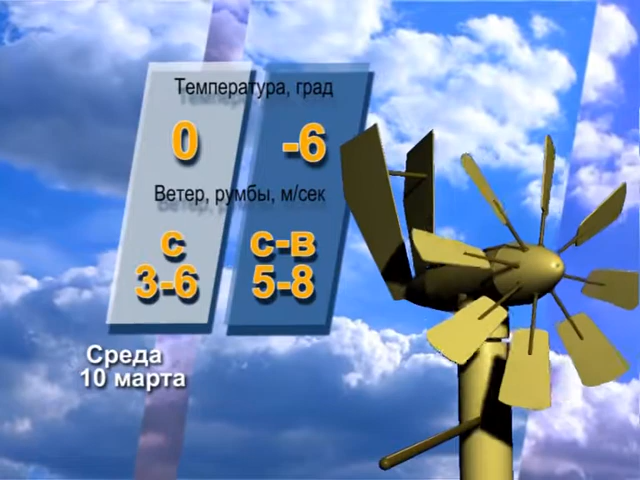 Температура, град
0 -6
Ветер, румбы, м/сек
с с-в
3-6 5-8
Среда
10 марта